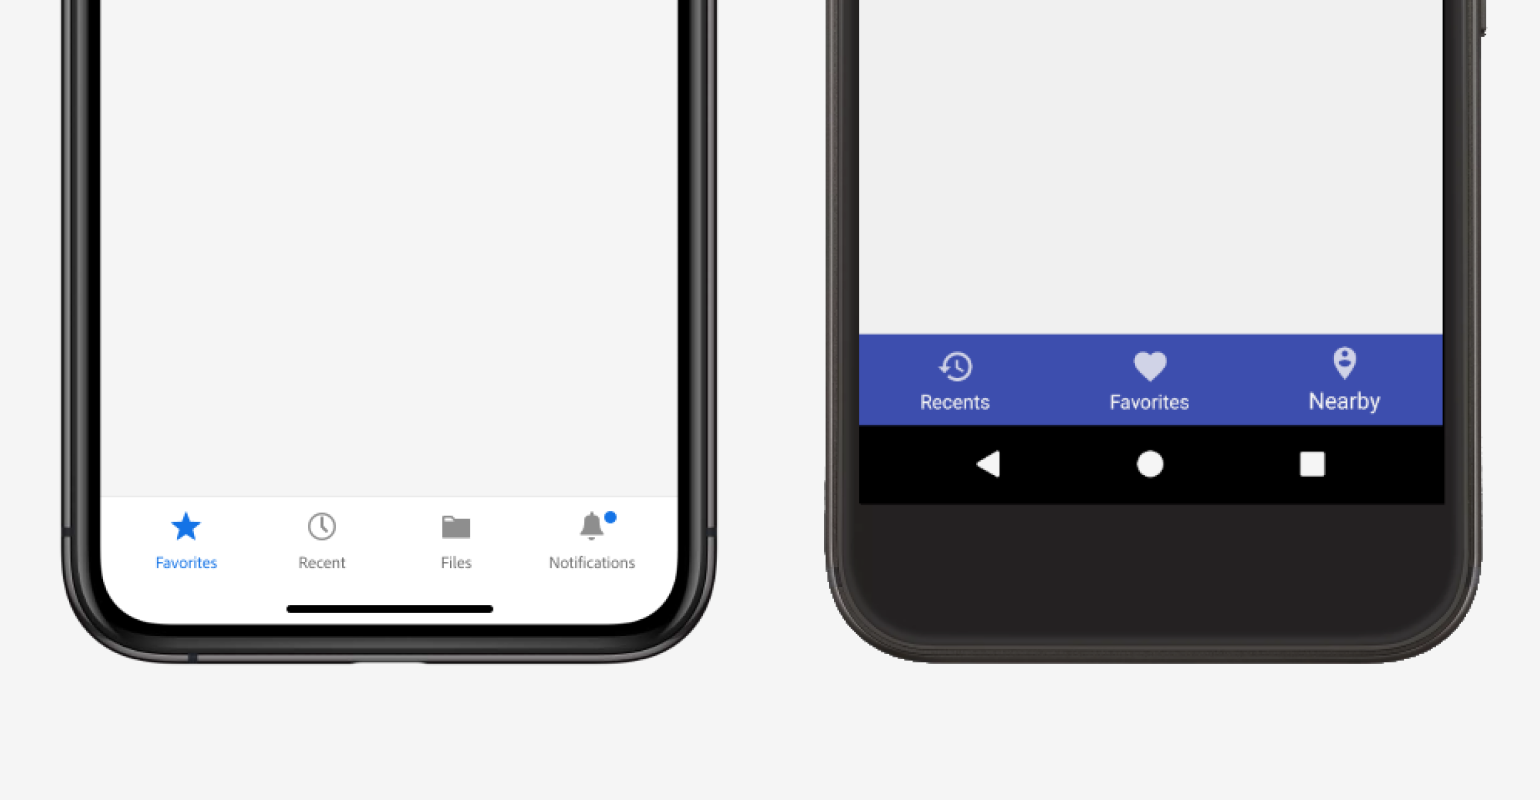 Favorites
Recent
Files
Notifications
Recents
Favorites
Nearby